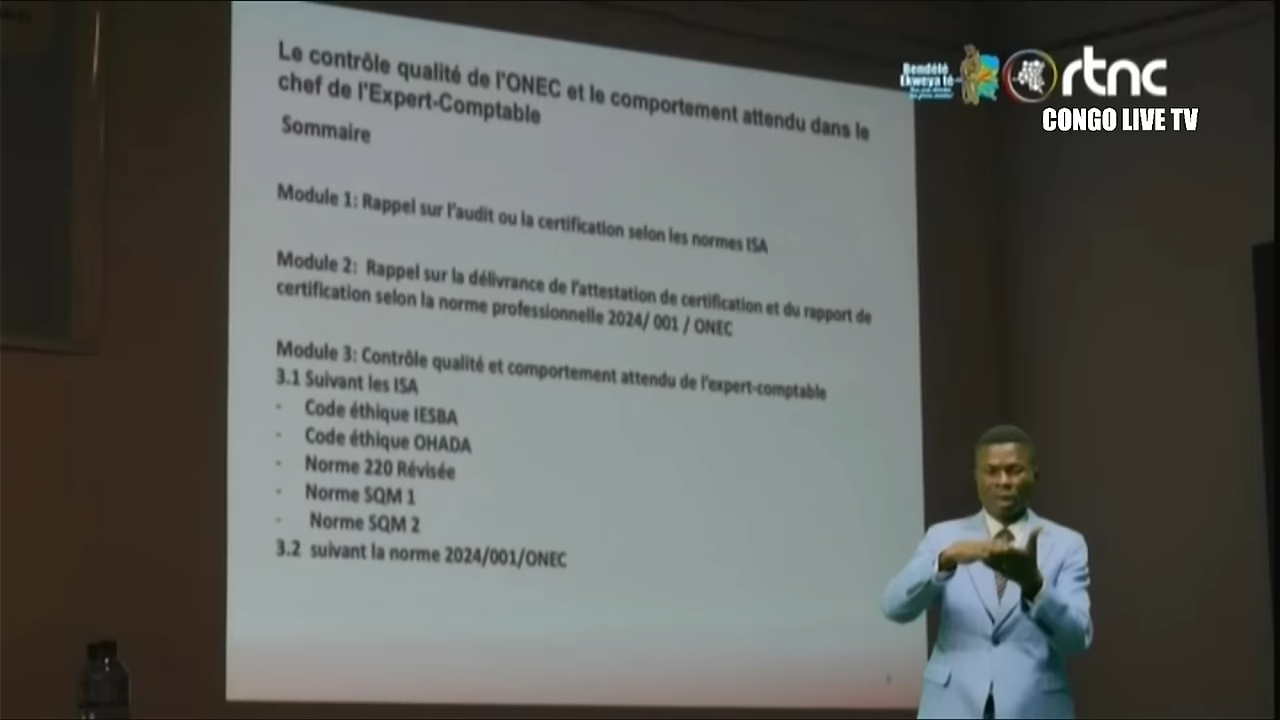 Le contrôle qualité de l'ONEC et le comportement attendu dans le
chef de l'Expert-Comptable
Sommaire
Module 1: Rappel sur l'audit ou la certification selon les normes ISA
Module 2: Rappel sur la délivrance de l'attestation de certification et du rapport de
certification selon la norme professionnelle 2024/ 001 / ONEC
Module 3: Contrôle qualité et comportement attendu de l'expert-comptable
3.1 Suivant les ISA
- Code éthique IESBA
- Code éthique OHADA
- Norme 220 Révisée
- Norme SQM 1
- Norme SQM 2
3.2 suivant la norme 2024/001/ONEC
Bendélé
Ekweya té
rtnc
CONGO LIVE TV